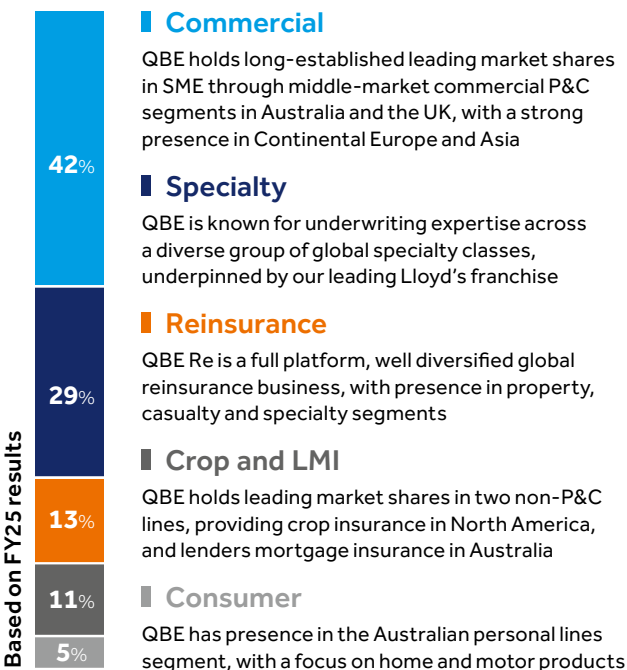 Commercial
QBE holds long-established leading market shares
in SME through middle-market commercial P&C
segments in Australia and the UK, with a strong
presence in Continental Europe and Asia
42%
Specialty
QBE is known for underwriting expertise across
a diverse group of global specialty classes,
underpinned by our leading Lloyd’s franchise
29%
Reinsurance
QBE Re is a full platform, well diversified global
reinsurance business, with presence in property,
casualty and specialty segments
13%
Crop and LMI
QBE holds leading market shares in two non-P&C
lines, providing crop insurance in North America,
and lenders mortgage insurance in Australia
11%
Consumer
QBE has presence in the Australian personal lines
segment, with a focus on home and motor products
5%
Based on FY25 results